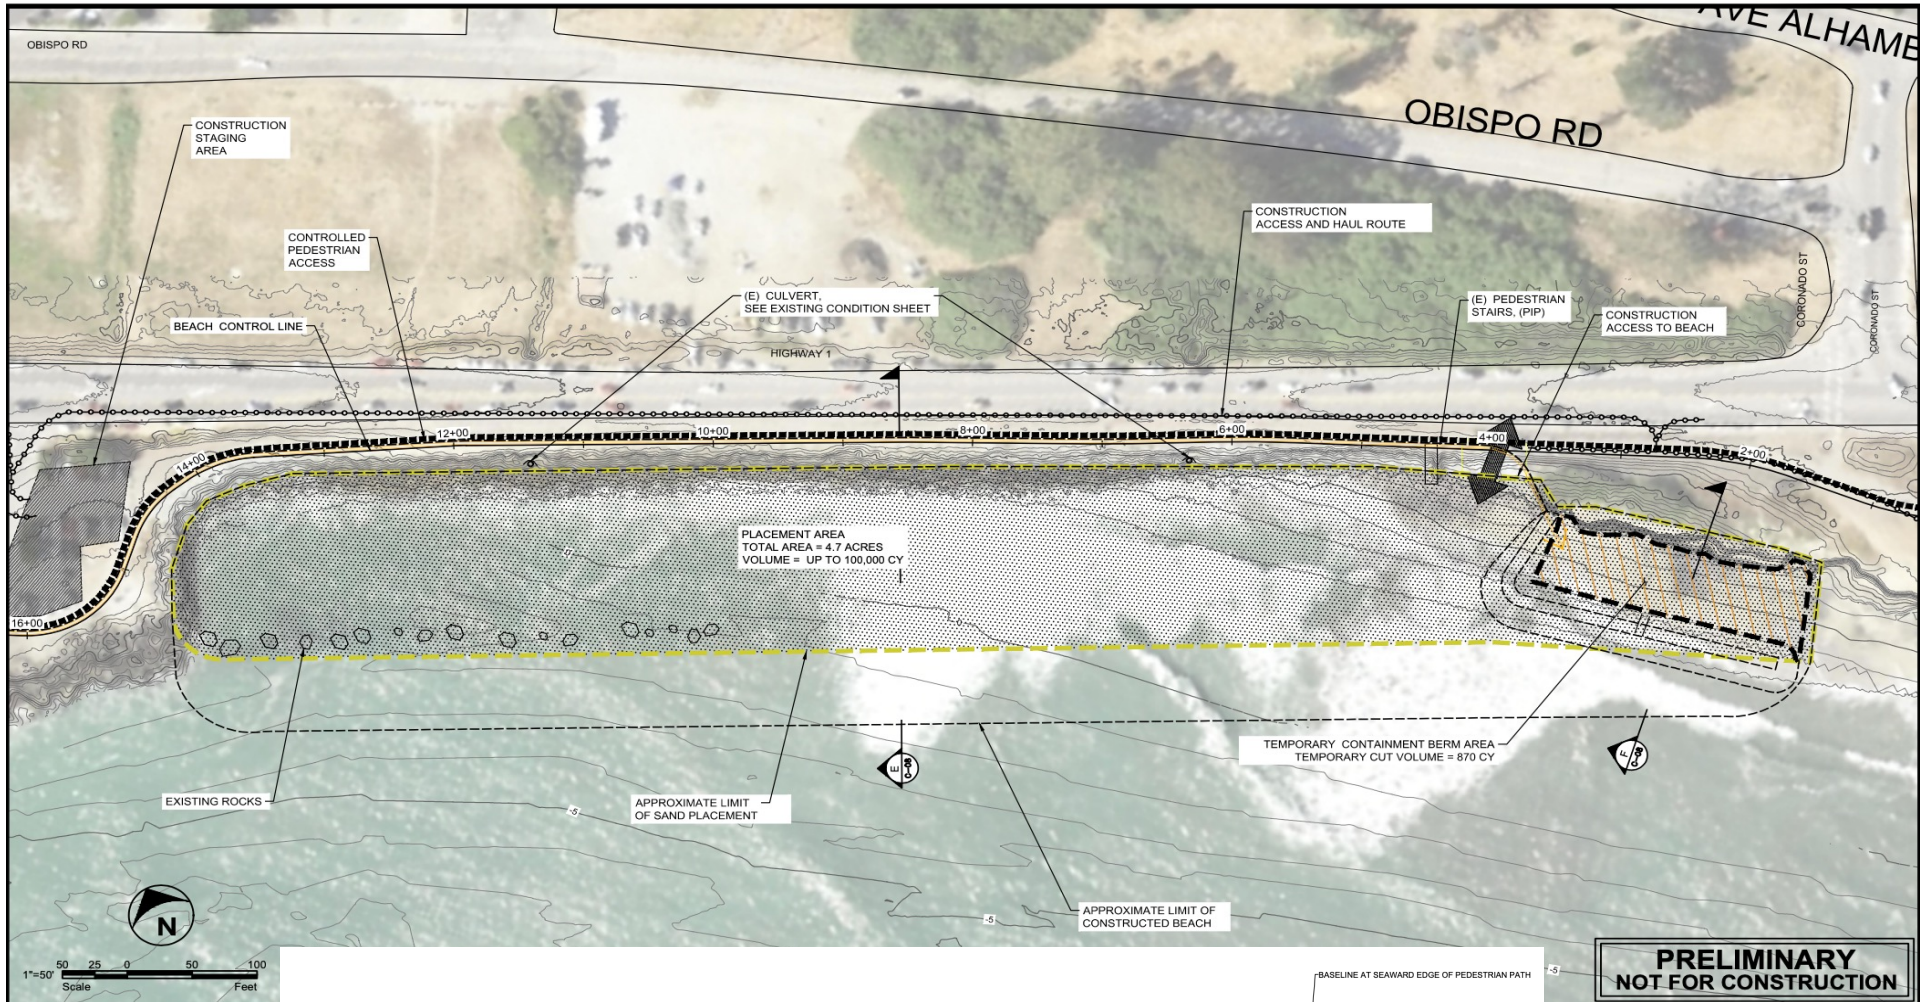 AVE ALHAMB
OBISPO RD
OBISPO RD
CONSTRUCTION
STAGING
AREA
CONTROLLED
PEDESTRIAN
ACCESS
CONSTRUCTION
ACCESS AND HAUL ROUTE
CORONADO ST
CORONADO ST
(E) CULVERT,
SEE EXISTING CONDITION SHEET
(E) PEDESTRIAN
STAIRS, (PIP)
CONSTRUCTION
ACCESS TO BEACH
BEACH CONTROL LINE
HIGHWAY 1
16+00
14+00
12+00
10+00
8+00
6+00
4+00
2+00
PLACEMENT AREA
TOTAL AREA = 4.7 ACRES
VOLUME = UP TO 100,000 CY
0
0
TEMPORARY CONTAINMENT BERM AREA
TEMPORARY CUT VOLUME = 870 CY
E
C-08
F
C-08
EXISTING ROCKS
APPROXIMATE LIMIT
OF SAND PLACEMENT
-5
APPROXIMATE LIMIT OF
CONSTRUCTED BEACH
-5
N
1"=50'
50 25 0 50 100
Scale Feet
BASELINE AT SEAWARD EDGE OF PEDESTRIAN PATH
-5
PRELIMINARY
NOT FOR CONSTRUCTION